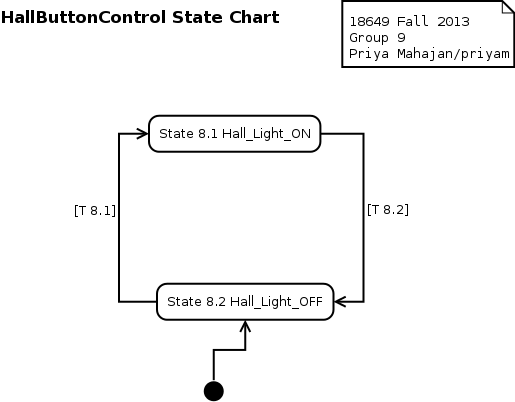 HallButtonControl State Chart
18649 Fall 2013
Group 9
Priya Mahajan/priyam
State 8.1 Hall_Light_ON
[T 8.1]
[T 8.2]
State 8.2 Hall_Light_OFF